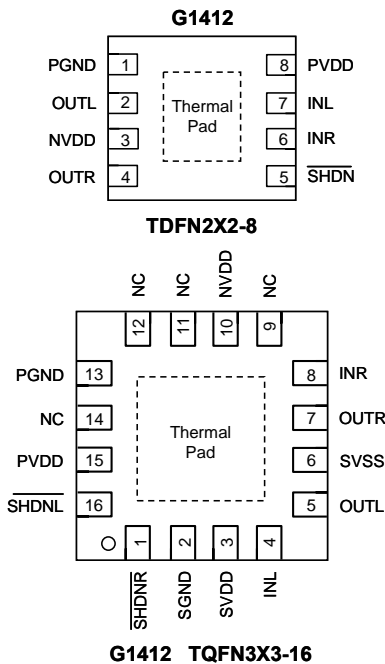 G1412
PGND 1 8 PVDD
OUTL 2 Thermal 7 INL
NVDD 3 Pad 6 INR
OUTR 4 5 SHDN
TDFN2X2-8
NC NC NVDD NC
12 11 10 9
PGND 13 8 INR
NC 14 7 OUTR
Thermal
Pad
PVDD 15 6 SVSS
SHDNL 16 5 OUTL
1 2 3 4
SHDNR SGND SVDD INL
G1412 TQFN3X3-16